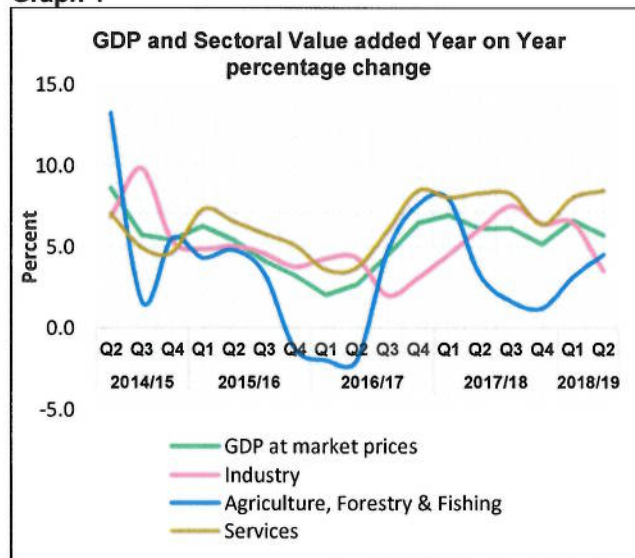 GDP and Sectoral Value added Year on Year
percentage change
15.0
10.0
5.0
0.0
-5.0
Percent
Q2 Q3 Q4 Q1 Q2 Q3 Q4 Q1 Q2 Q3 Q4 Q1 Q2 Q3 Q4 Q1 Q2
2014/15 2015/16 2016/17 2017/18 2018/19
GDP at market prices
Industry
Agriculture, Forestry & Fishing
Services